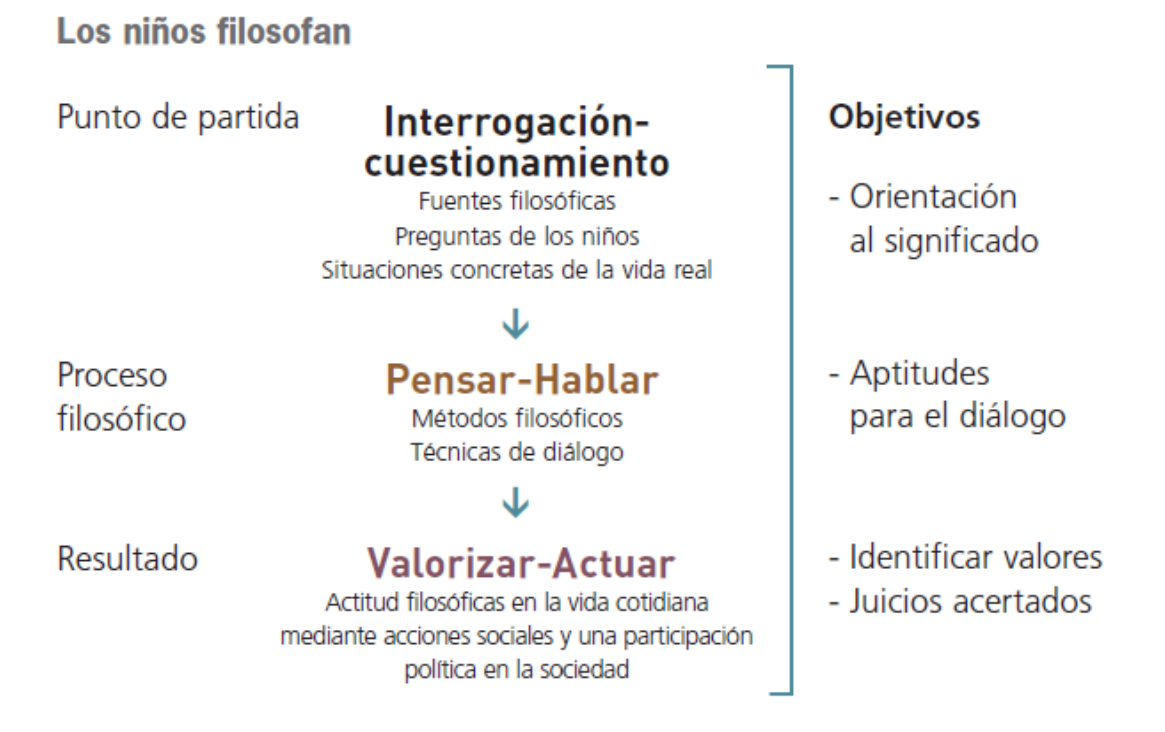 Los niños filosofan
Punto de partida
Interrogación-
cuestionamiento
Fuentes filosóficas
Preguntas de los niños
Situaciones concretas de la vida real
Objetivos
- Orientación
al significado
Proceso
filosófico
Pensar-Hablar
Métodos filosóficos
Técnicas de diálogo
- Aptitudes
para el diálogo
Resultado
Valorizar-Actuar
Actitud filosóficas en la vida cotidiana
mediante acciones sociales y una participación
política en la sociedad
- Identificar valores
- Juicios acertados